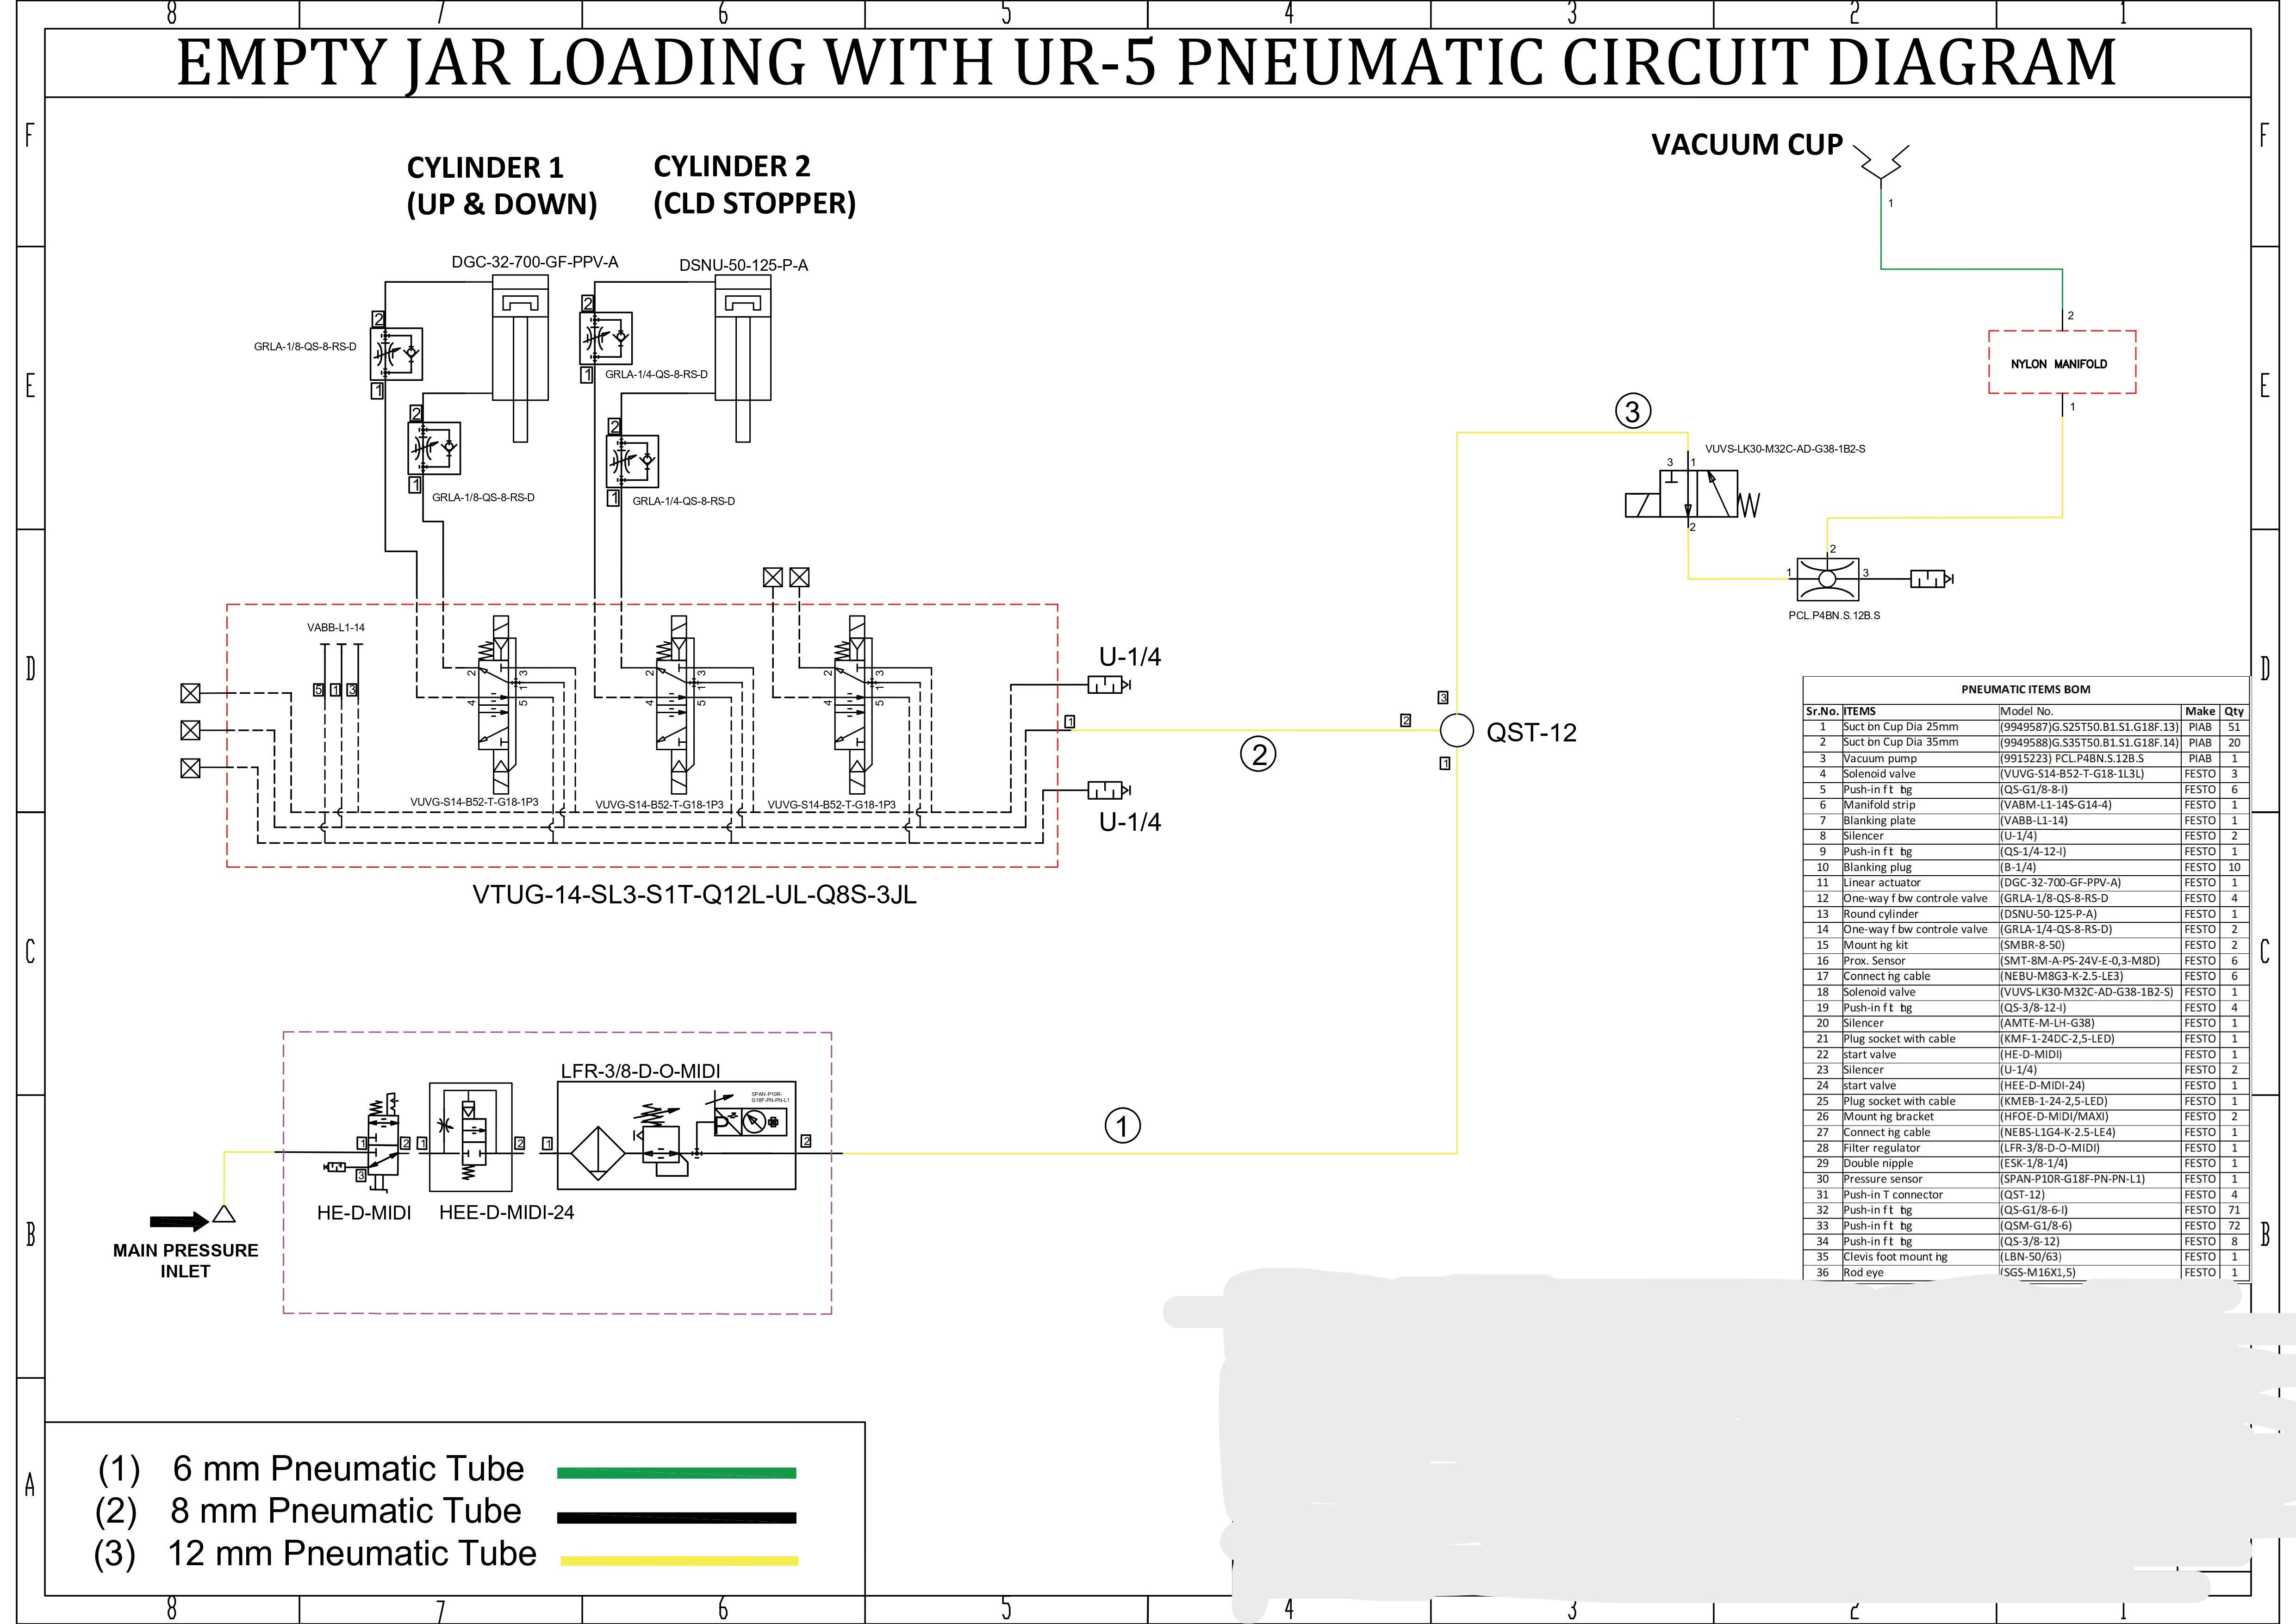 8 7 6 5 4 3 2 1
EMPTY JAR LOADING WITH UR-5 PNEUMATIC CIRCUIT DIAGRAM
F
F
VACUUM CUP
CYLINDER 1
(UP & DOWN)
CYLINDER 2
(CLD STOPPER)
1
DGC-32-700-GF-PPV-A
DSNU-50-125-P-A
2
2
2
GRLA-1/8-QS-8-RS-D
NYLON MANIFOLD
GRLA-1/4-QS-8-RS-D
E
1
1
E
2
2
1
3
VUVS-LK30-M32C-AD-G38-1B2-S
3 1
2
1
1
GRLA-1/8-QS-8-RS-D
GRLA-1/4-QS-8-RS-D
2
1 3
PCL.P4BN.S.12B.S
VABB-L1-14
D
D
5 1 3
2 3 1 4 5
2 3 1 4 5
2 3 1 4 5
U-1/4
1
2
2
3
1
QST-12
U-1/4
VUVG-S14-B52-T-G18-1P3
VUVG-S14-B52-T-G18-1P3
VUVG-S14-B52-T-G18-1P3
VTUG-14-SL3-S1T-Q12L-UL-Q8S-3JL
PNEUMATIC ITEMS BOM
Sr.No. ITEMS Model No. Make Qty
1 Suct on Cup Dia 25mm (9949587)G.S25T50.B1.S1.G18F.13) PIAB 51
2 Suct on Cup Dia 35mm (9949588)G.S35T50.B1.S1.G18F.14) PIAB 20
3 Vacuum pump (9915223) PCL.P4BN.S.12B.S PIAB 1
4 Solenoid valve (VUVG-S14-B52-T-G18-1L3L) FESTO 3
5 Push-in f t ng (QS-G1/8-8-I) FESTO 6
6 Manifold strip (VABM-L1-14S-G14-4) FESTO 1
7 Blanking plate (VABB-L1-14) FESTO 1
8 Silencer (U-1/4) FESTO 2
9 Push-in f t ng (QS-1/4-12-I) FESTO 1
10 Blanking plug (B-1/4) FESTO 10
11 Linear actuator (DGC-32-700-GF-PPV-A) FESTO 1
12 One-way f ow controle valve (GRLA-1/8-QS-8-RS-D FESTO 4
13 Round cylinder (DSNU-50-125-P-A) FESTO 1
14 One-way f ow controle valve (GRLA-1/4-QS-8-RS-D) FESTO 2
15 Mount ng kit (SMBR-8-50) FESTO 2
16 Prox. Sensor (SMT-8M-A-PS-24V-E-0,3-M8D) FESTO 6
17 Connect ng cable (NEBU-M8G3-K-2.5-LE3) FESTO 6
18 Solenoid valve (VUVS-LK30-M32C-AD-G38-1B2-S) FESTO 1
19 Push-in f t ng (QS-3/8-12-I) FESTO 4
20 Silencer (AMTE-M-LH-G38) FESTO 1
21 Plug socket with cable (KMF-1-24DC-2,5-LED) FESTO 1
22 start valve (HE-D-MIDI) FESTO 1
23 Silencer (U-1/4) FESTO 2
24 start valve (HEE-D-MIDI-24) FESTO 1
25 Plug socket with cable (KMEB-1-24-2,5-LED) FESTO 1
26 Mount ng bracket (HFOE-D-MIDI/MAXI) FESTO 2
27 Connect ng cable (NEBS-L1G4-K-2.5-LE4) FESTO 1
28 Filter regulator (LFR-3/8-D-O-MIDI) FESTO 1
29 Double nipple (ESK-1/8-1/4) FESTO 1
30 Pressure sensor (SPAN-P10R-G18F-PN-PN-L1) FESTO 1
31 Push-in T connector (QST-12) FESTO 4
32 Push-in f t ng (QS-G1/8-6-I) FESTO 71
33 Push-in f t ng (QSM-G1/8-6) FESTO 72
34 Push-in f t ng (QS-3/8-12) FESTO 8
35 Clevis foot mount ng (LBN-50/63) FESTO 1
36 Rod eye (SGS-M16X1,5) FESTO 1
C
C
LFR-3/8-D-O-MIDI
SPAN-P10R-
G18F-PN-PN-L1
1
1 2 1 2 1 2
3
HE-D-MIDI
HEE-D-MIDI-24
B
B
MAIN PRESSURE
INLET
A
(1) 6 mm Pneumatic Tube
(2) 8 mm Pneumatic Tube
(3) 12 mm Pneumatic Tube
8 7 6 5 4 3 2 1